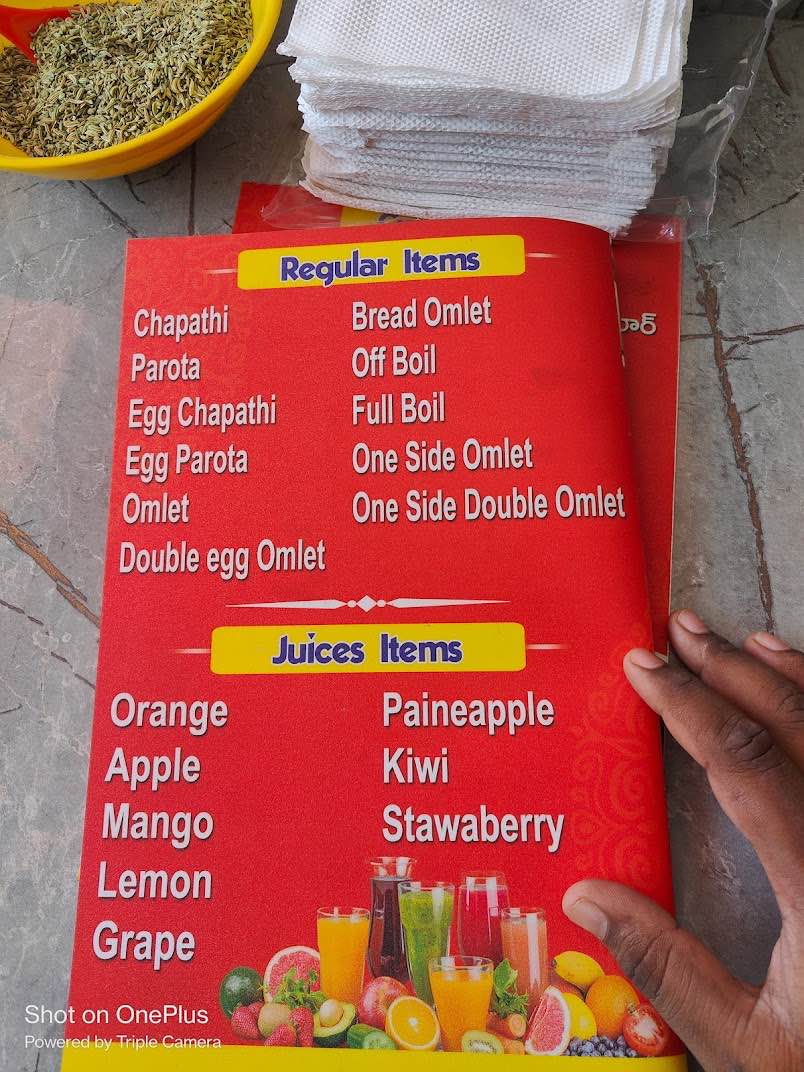 Regular Items
Chapathi
Parota
Egg Chapathi
Egg Parota
Omlet
Double egg Omlet
Bread Omlet
Off Boil
Full Boil
One Side Omlet
One Side Double Omlet
Juices Items
Orange
Apple
Mango
Lemon
Grape
Paineapple
Kiwi
Stawaberry
Shot on OnePlus
Powered by Triple Camera